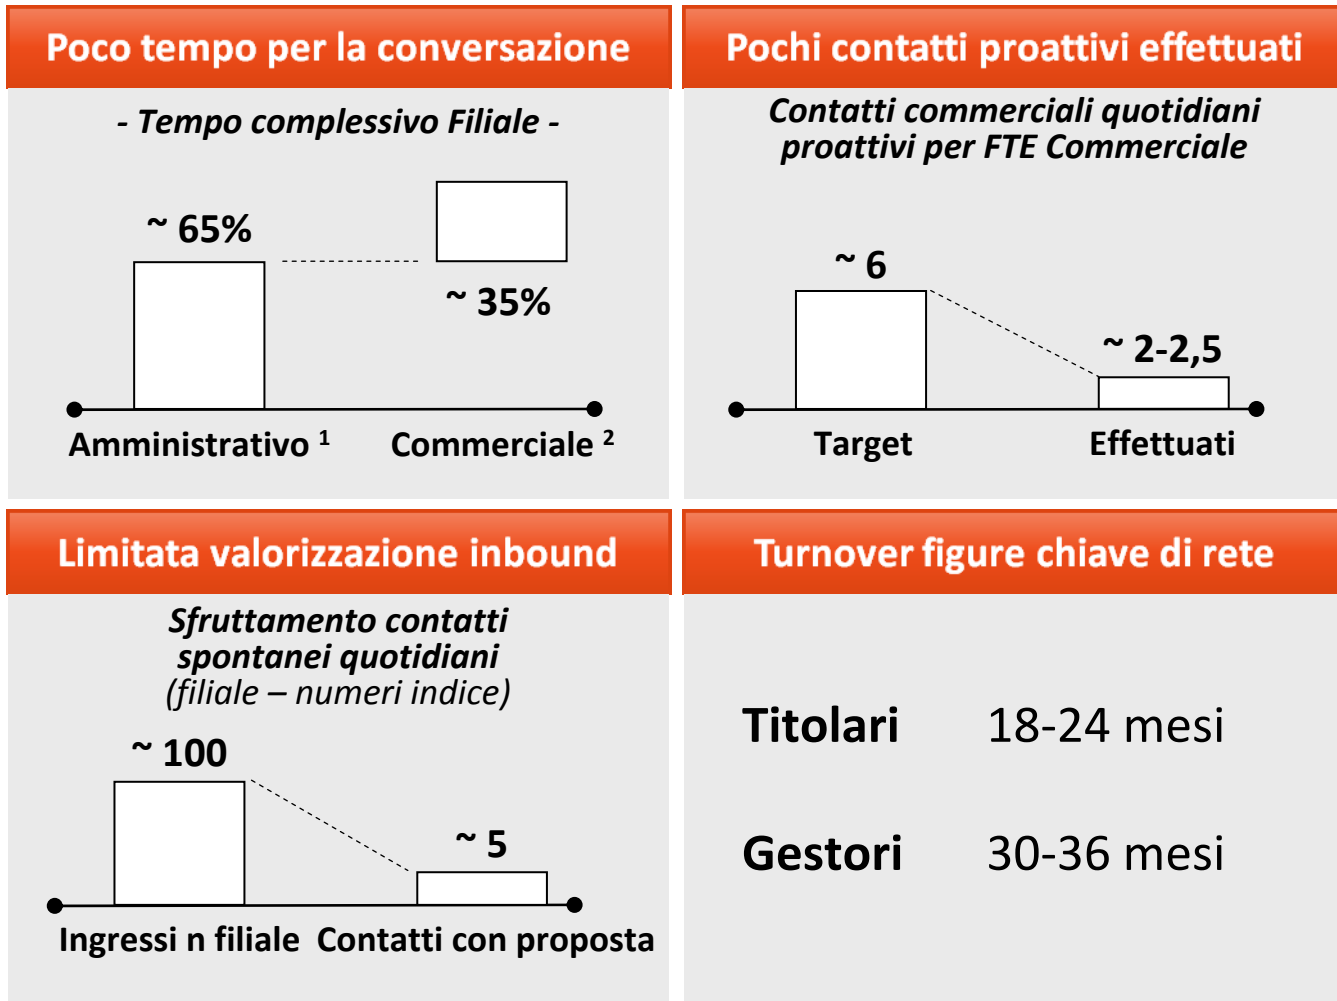 Poco tempo per la conversazione
- Tempo complessivo Filiale -
~ 65%
~ 35%
Amministrativo 1
Commerciale 2
Pochi contatti proattivi effettuati
Contatti commerciali quotidiani
proattivi per FTE Commerciale
~ 6
~ 2-2,5
Target
Effettuati
Limitata valorizzazione inbound
Sfruttamento contatti
spontanei quotidiani
(filiale – numeri indice)
~ 100
~ 5
Ingressi n filiale
Contatti con proposta
Turnover figure chiave di rete
Titolari 18-24 mesi
Gestori 30-36 mesi